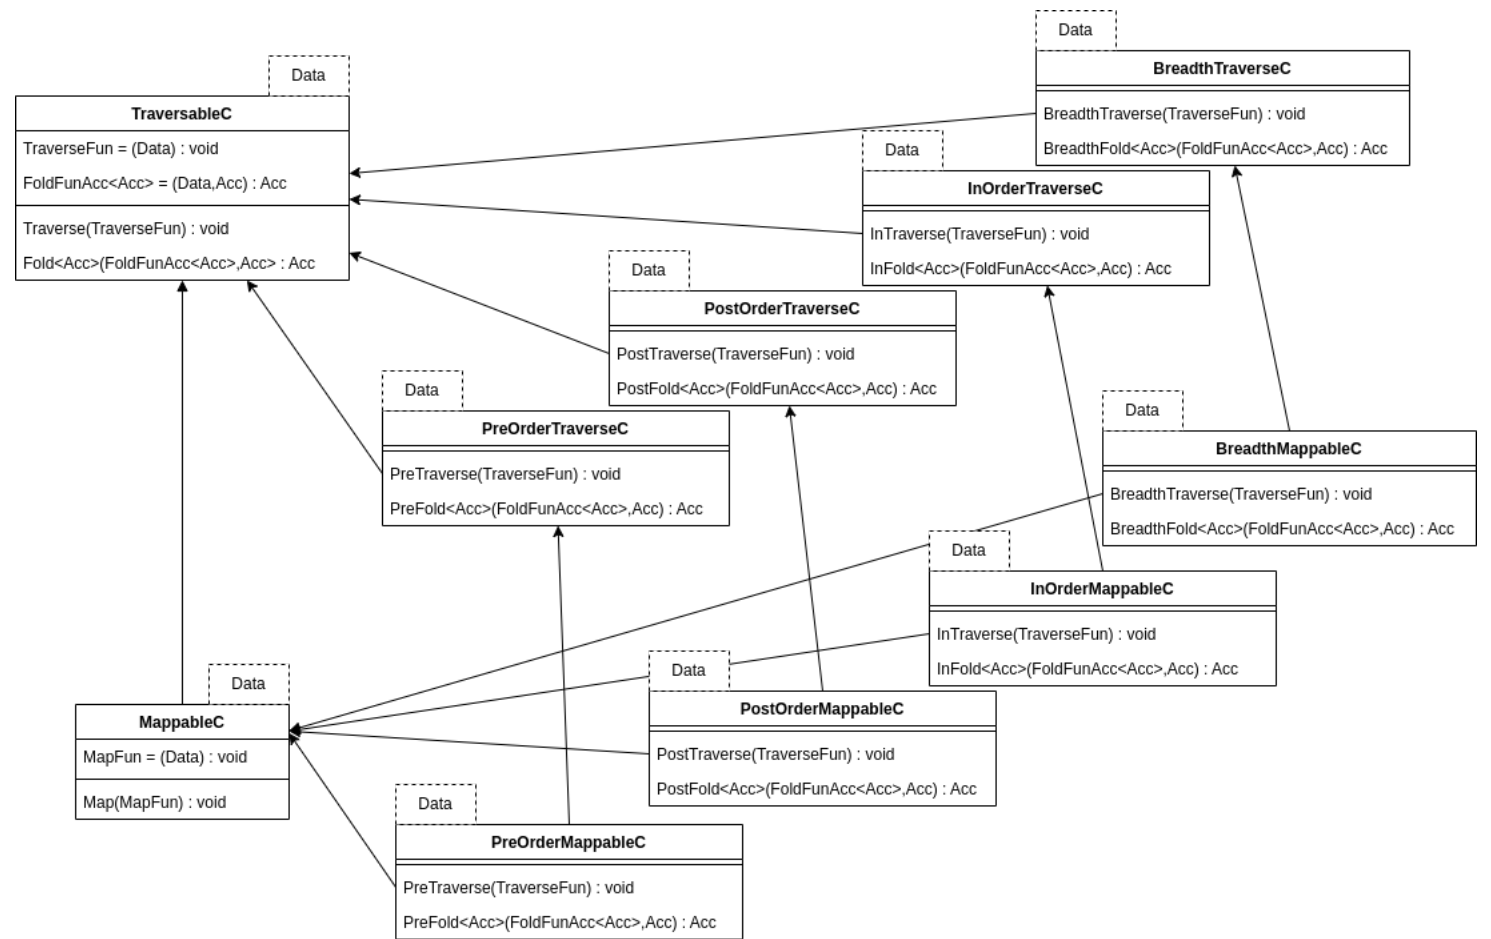 Data
BreadthTraverseC
BreadthTraverse(TraverseFun) : void
BreadthFold<Acc>(FoldFunAcc<Acc>,Acc) : Acc
Data
TraversableC
TraverseFun = (Data) : void
FoldFunAcc<Acc> = (Data,Acc) : Acc
Traverse(TraverseFun) : void
Fold<Acc>(FoldFunAcc<Acc>,Acc> : Acc
Data
InOrderTraverseC
InTraverse(TraverseFun) : void
InFold<Acc>(FoldFunAcc<Acc>,Acc) : Acc
Data
PostOrderTraverseC
PostTraverse(TraverseFun) : void
PostFold<Acc>(FoldFunAcc<Acc>,Acc) : Acc
Data
PreOrderTraverseC
PreTraverse(TraverseFun) : void
PreFold<Acc>(FoldFunAcc<Acc>,Acc) : Acc
Data
BreadthMappableC
BreadthTraverse(TraverseFun) : void
BreadthFold<Acc>(FoldFunAcc<Acc>,Acc) : Acc
Data
InOrderMappableC
InTraverse(TraverseFun) : void
InFold<Acc>(FoldFunAcc<Acc>,Acc) : Acc
Data
PostOrderMappableC
PostTraverse(TraverseFun) : void
PostFold<Acc>(FoldFunAcc<Acc>,Acc) : Acc
Data
MappableC
MapFun = (Data) : void
Map(MapFun) : void
Data
PreOrderMappableC
PreTraverse(TraverseFun) : void
PreFold<Acc>(FoldFunAcc<Acc>,Acc) : Acc